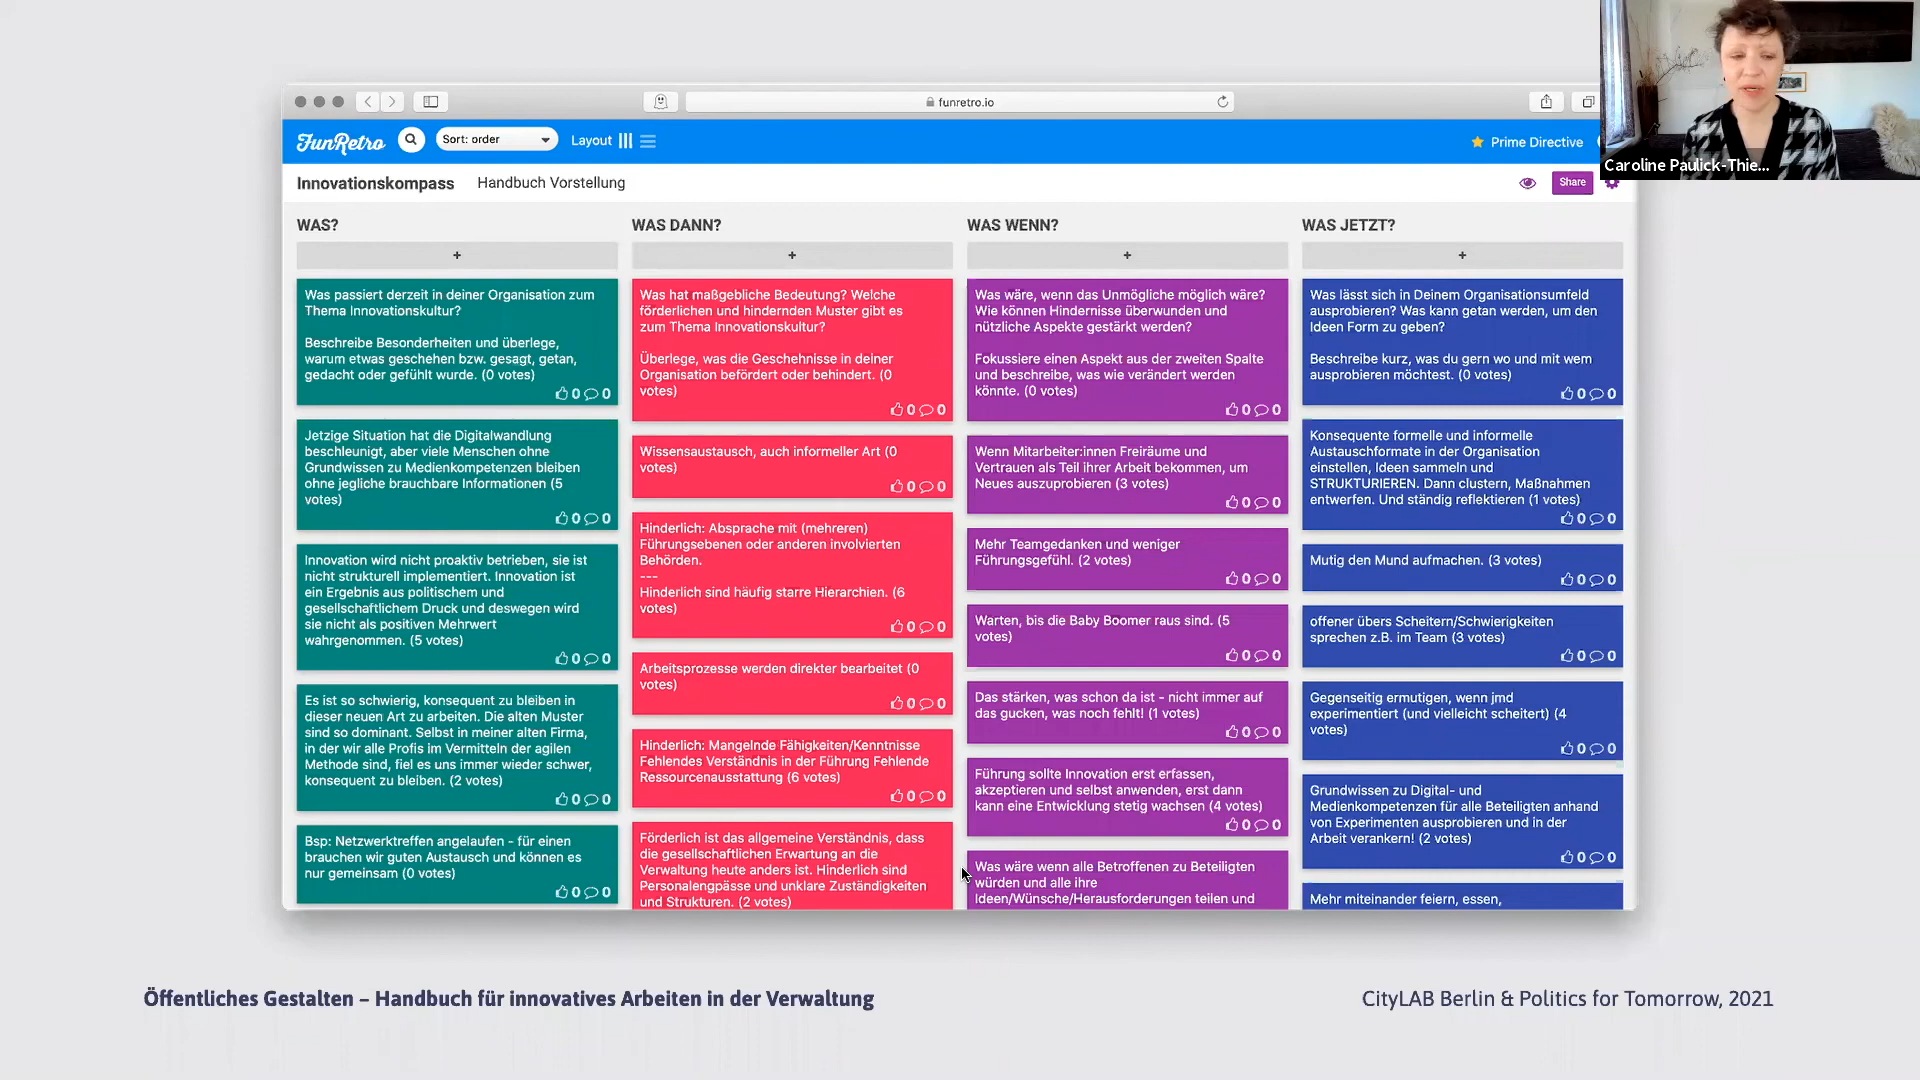 funretro.io
FunRetro
Sort: order
Layout
Prime Directive
Caroline Paulick-Thie...
Innovationskompass
Handbuch Vorstellung
Share
WAS?
+
Was passiert derzeit in deiner Organisation zum
Thema Innovationskultur?
Beschreibe Besonderheiten und überlege,
warum etwas geschehen bzw. gesagt, getan,
gedacht oder gefühlt wurde. (0 votes)
0 0
Jetzige Situation hat die Digitalwandlung
beschleunigt, aber viele Menschen ohne
Grundwissen zu Medienkompetenzen bleiben
ohne jegliche brauchbare Informationen (5
votes)
0 0
Innovation wird nicht proaktiv betrieben, sie ist
nicht strukturell implementiert. Innovation ist
ein Ergebnis aus politischem und
gesellschaftlichem Druck und deswegen wird
sie nicht als positiven Mehrwert
wahrgenommen. (5 votes)
0 0
Es ist so schwierig, konsequent zu bleiben in
dieser neuen Art zu arbeiten. Die alten Muster
sind so dominant. Selbst in meiner alten Firma,
in der wir alle Profis im Vermitteln der agilen
Methode sind, fiel es uns immer wieder schwer,
konsequent zu bleiben. (2 votes)
0 0
Bsp: Netzwerktreffen angelaufen - für einen
brauchen wir guten Austausch und können es
nur gemeinsam (0 votes)
0 0
WAS DANN?
+
Was hat maßgebliche Bedeutung? Welche
förderlichen und hindernden Muster gibt es
zum Thema Innovationskultur?
Überlege, was die Geschehnisse in deiner
Organisation befördert oder behindert. (0
votes)
0 0
Wissensaustausch, auch informeller Art (0
votes)
0 0
Hinderlich: Absprache mit (mehreren)
Führungsebenen oder anderen involvierten
Behörden.
---
Hinderlich sind häufig starre Hierarchien. (6
votes)
0 0
Arbeitsprozesse werden direkter bearbeitet (0
votes)
0 0
Hinderlich: Mangelnde Fähigkeiten/Kenntnisse
Fehlendes Verständnis in der Führung Fehlende
Ressourcenausstattung (6 votes)
0 0
Förderlich ist das allgemeine Verständnis, dass
die gesellschaftlichen Erwartung an die
Verwaltung heute anders ist. Hinderlich sind
Personalengpässe und unklare Zuständigkeiten
und Strukturen. (2 votes)
WAS WENN?
+
Was wäre, wenn das Unmögliche möglich wäre?
Wie können Hindernisse überwunden und
nützliche Aspekte gestärkt werden?
Fokussiere einen Aspekt aus der zweiten Spalte
und beschreibe, was wie verändert werden
könnte. (0 votes)
0 0
Wenn Mitarbeiter:innen Freiräume und
Vertrauen als Teil ihrer Arbeit bekommen, um
Neues auszuprobieren (3 votes)
0 0
Mehr Teamgedanken und weniger
Führungsgefühl. (2 votes)
0 0
Warten, bis die Baby Boomer raus sind. (5
votes)
0 0
Das stärken, was schon da ist - nicht immer auf
das gucken, was noch fehlt! (1 votes)
0 0
Führung sollte Innovation erst erfassen,
akzeptieren und selbst anwenden, erst dann
kann eine Entwicklung stetig wachsen (4 votes)
0 0
Was wäre wenn alle Betroffenen zu Beteiligten
würden und alle ihre
Ideen/Wünsche/Herausforderungen teilen und
WAS JETZT?
+
Was lässt sich in Deinem Organisationsumfeld
ausprobieren? Was kann getan werden, um den
Ideen Form zu geben?
Beschreibe kurz, was du gern wo und mit wem
ausprobieren möchtest. (0 votes)
0 0
Konsequente formelle und informelle
Austauschformate in der Organisation
einstellen, Ideen sammeln und
STRUKTURIEREN. Dann clustern, Maßnahmen
entwerfen. Und ständig reflektieren (1 votes)
0 0
Mutig den Mund aufmachen. (3 votes)
0 0
offener übers Scheitern/Schwierigkeiten
sprechen z.B. im Team (3 votes)
0 0
Gegenseitig ermutigen, wenn jmd
experimentiert (und vielleicht scheitert) (4
votes)
0 0
Grundwissen zu Digital- und
Medienkompetenzen für alle Beteiligten anhand
von Experimenten ausprobieren und in der
Arbeit verankern! (2 votes)
0 0
Mehr miteinander feiern, essen,
Öffentliches Gestalten – Handbuch für innovatives Arbeiten in der Verwaltung
CityLAB Berlin & Politics for Tomorrow, 2021